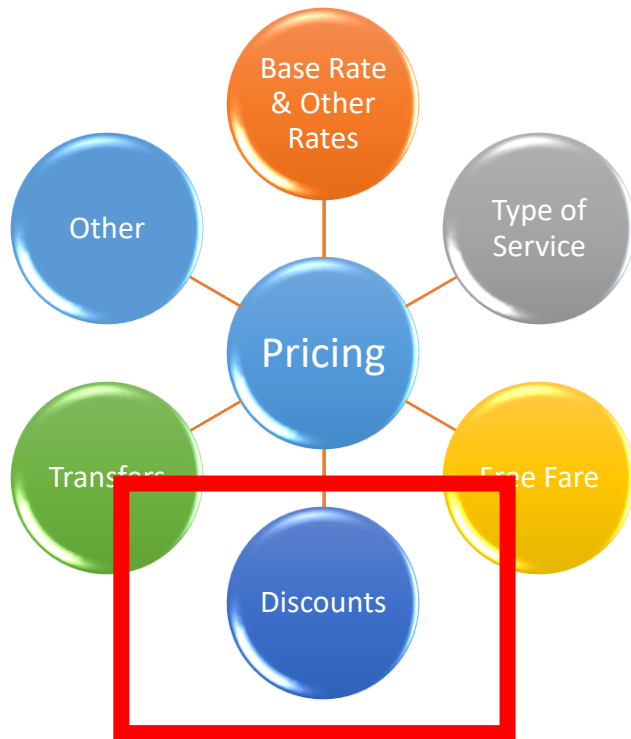 Base Rate
& Other
Rates
Other
Type of
Service
Pricing
Transfers
Free Fare
Discounts